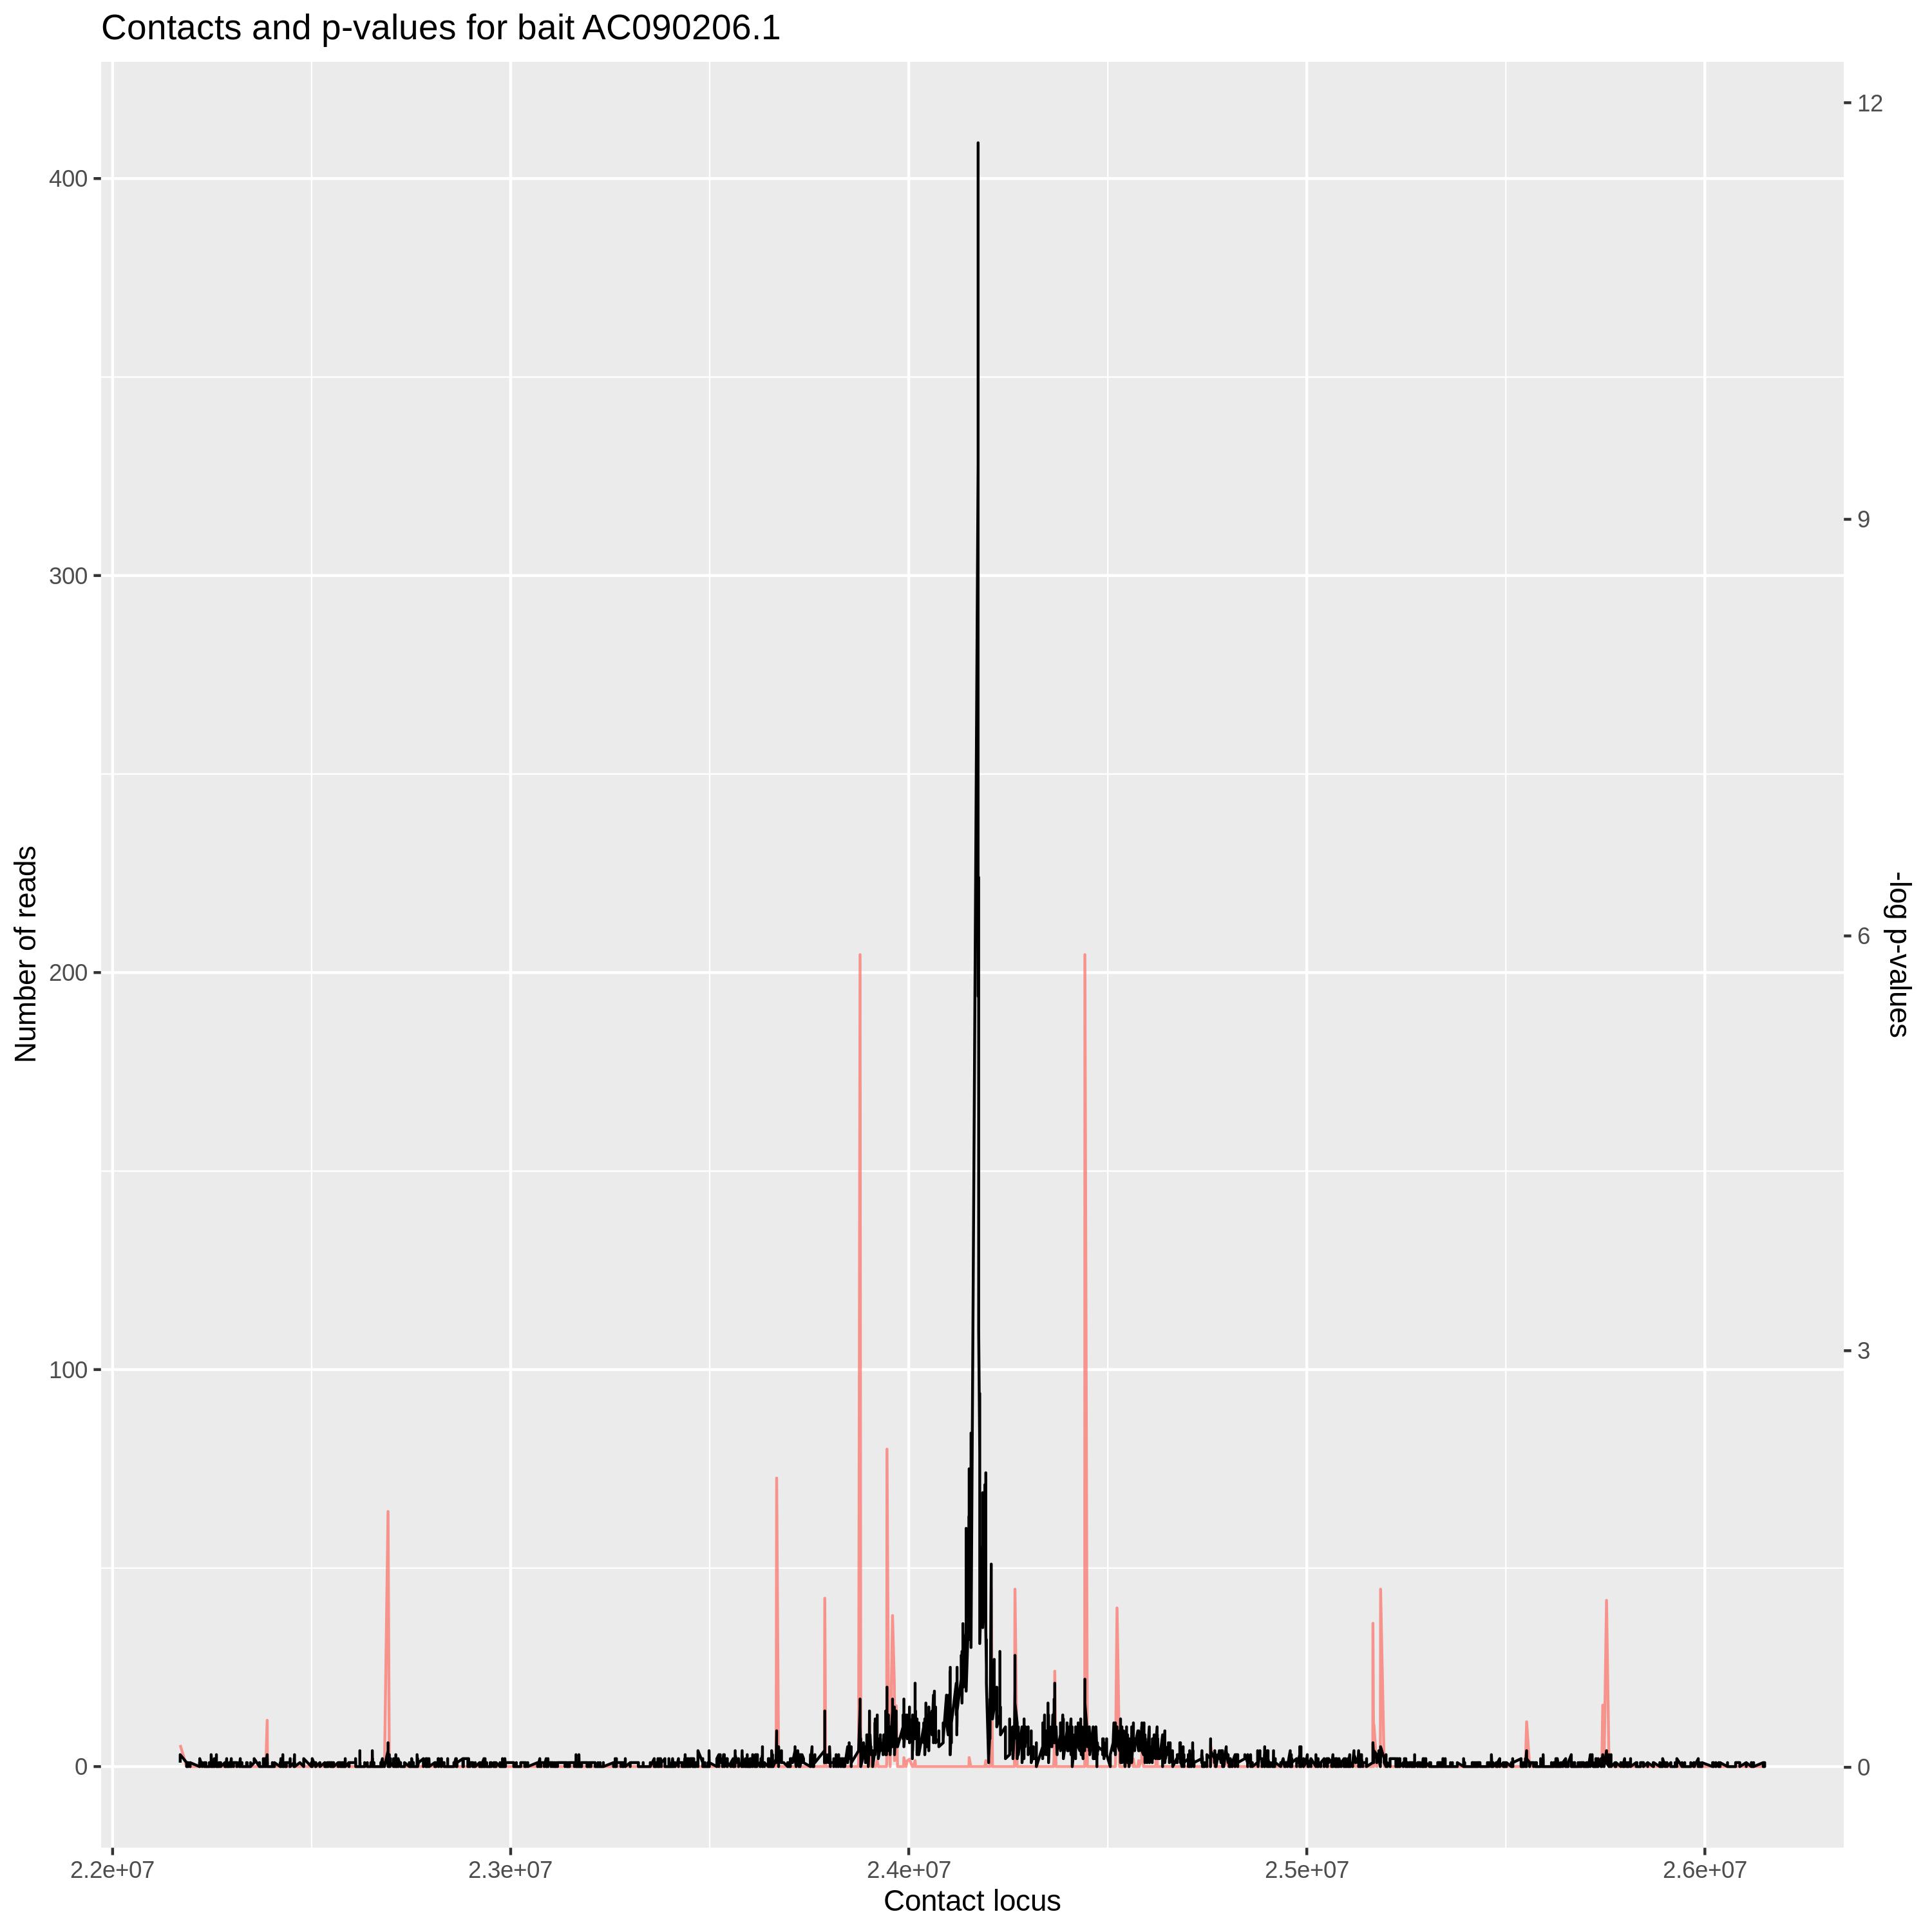 Contacts and p-values for bait AC090206.1
400
300
200
100
0
Number of reads
12
9
6
3
0
-log p-values
2.2e+07 2.3e+07 2.4e+07 2.5e+07 2.6e+07
Contact locus